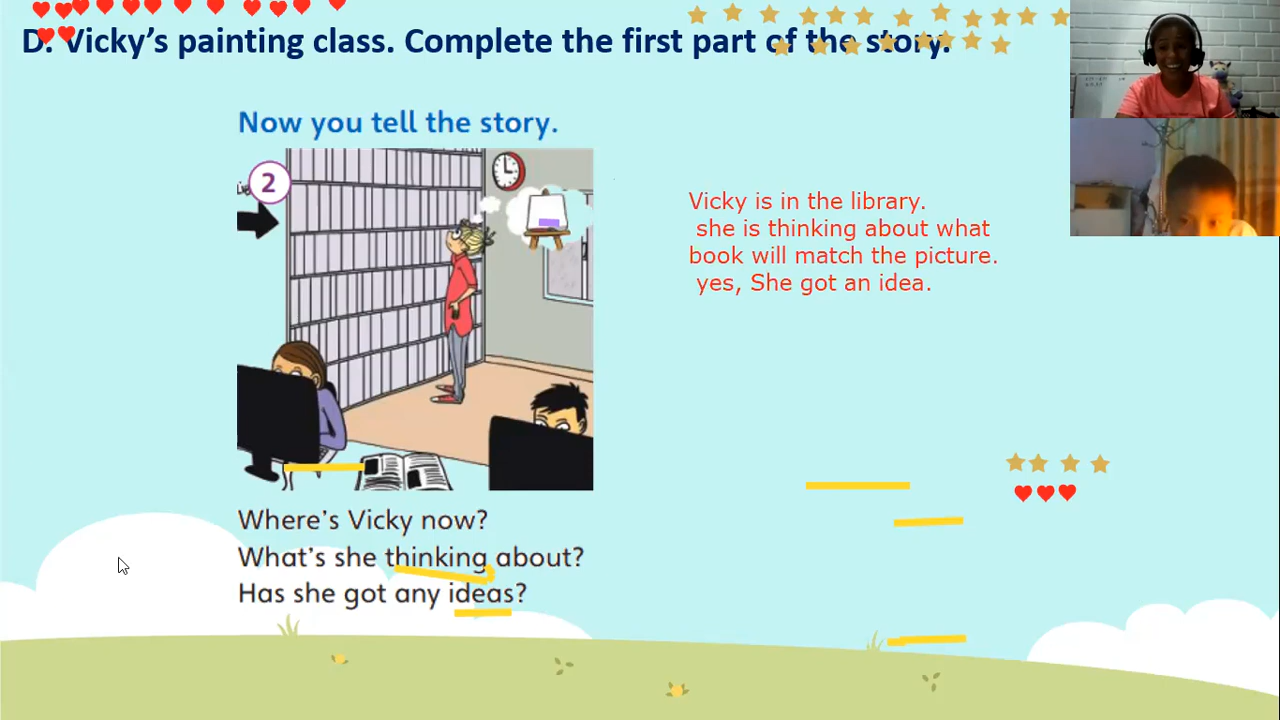 D. Vicky's painting class. Complete the first part of the story.
Now you tell the story.
2
Vicky is in the library.
she is thinking about what
book will match the picture.
yes, She got an idea.
Where's Vicky now?
What's she thinking about?
Has she got any ideas?